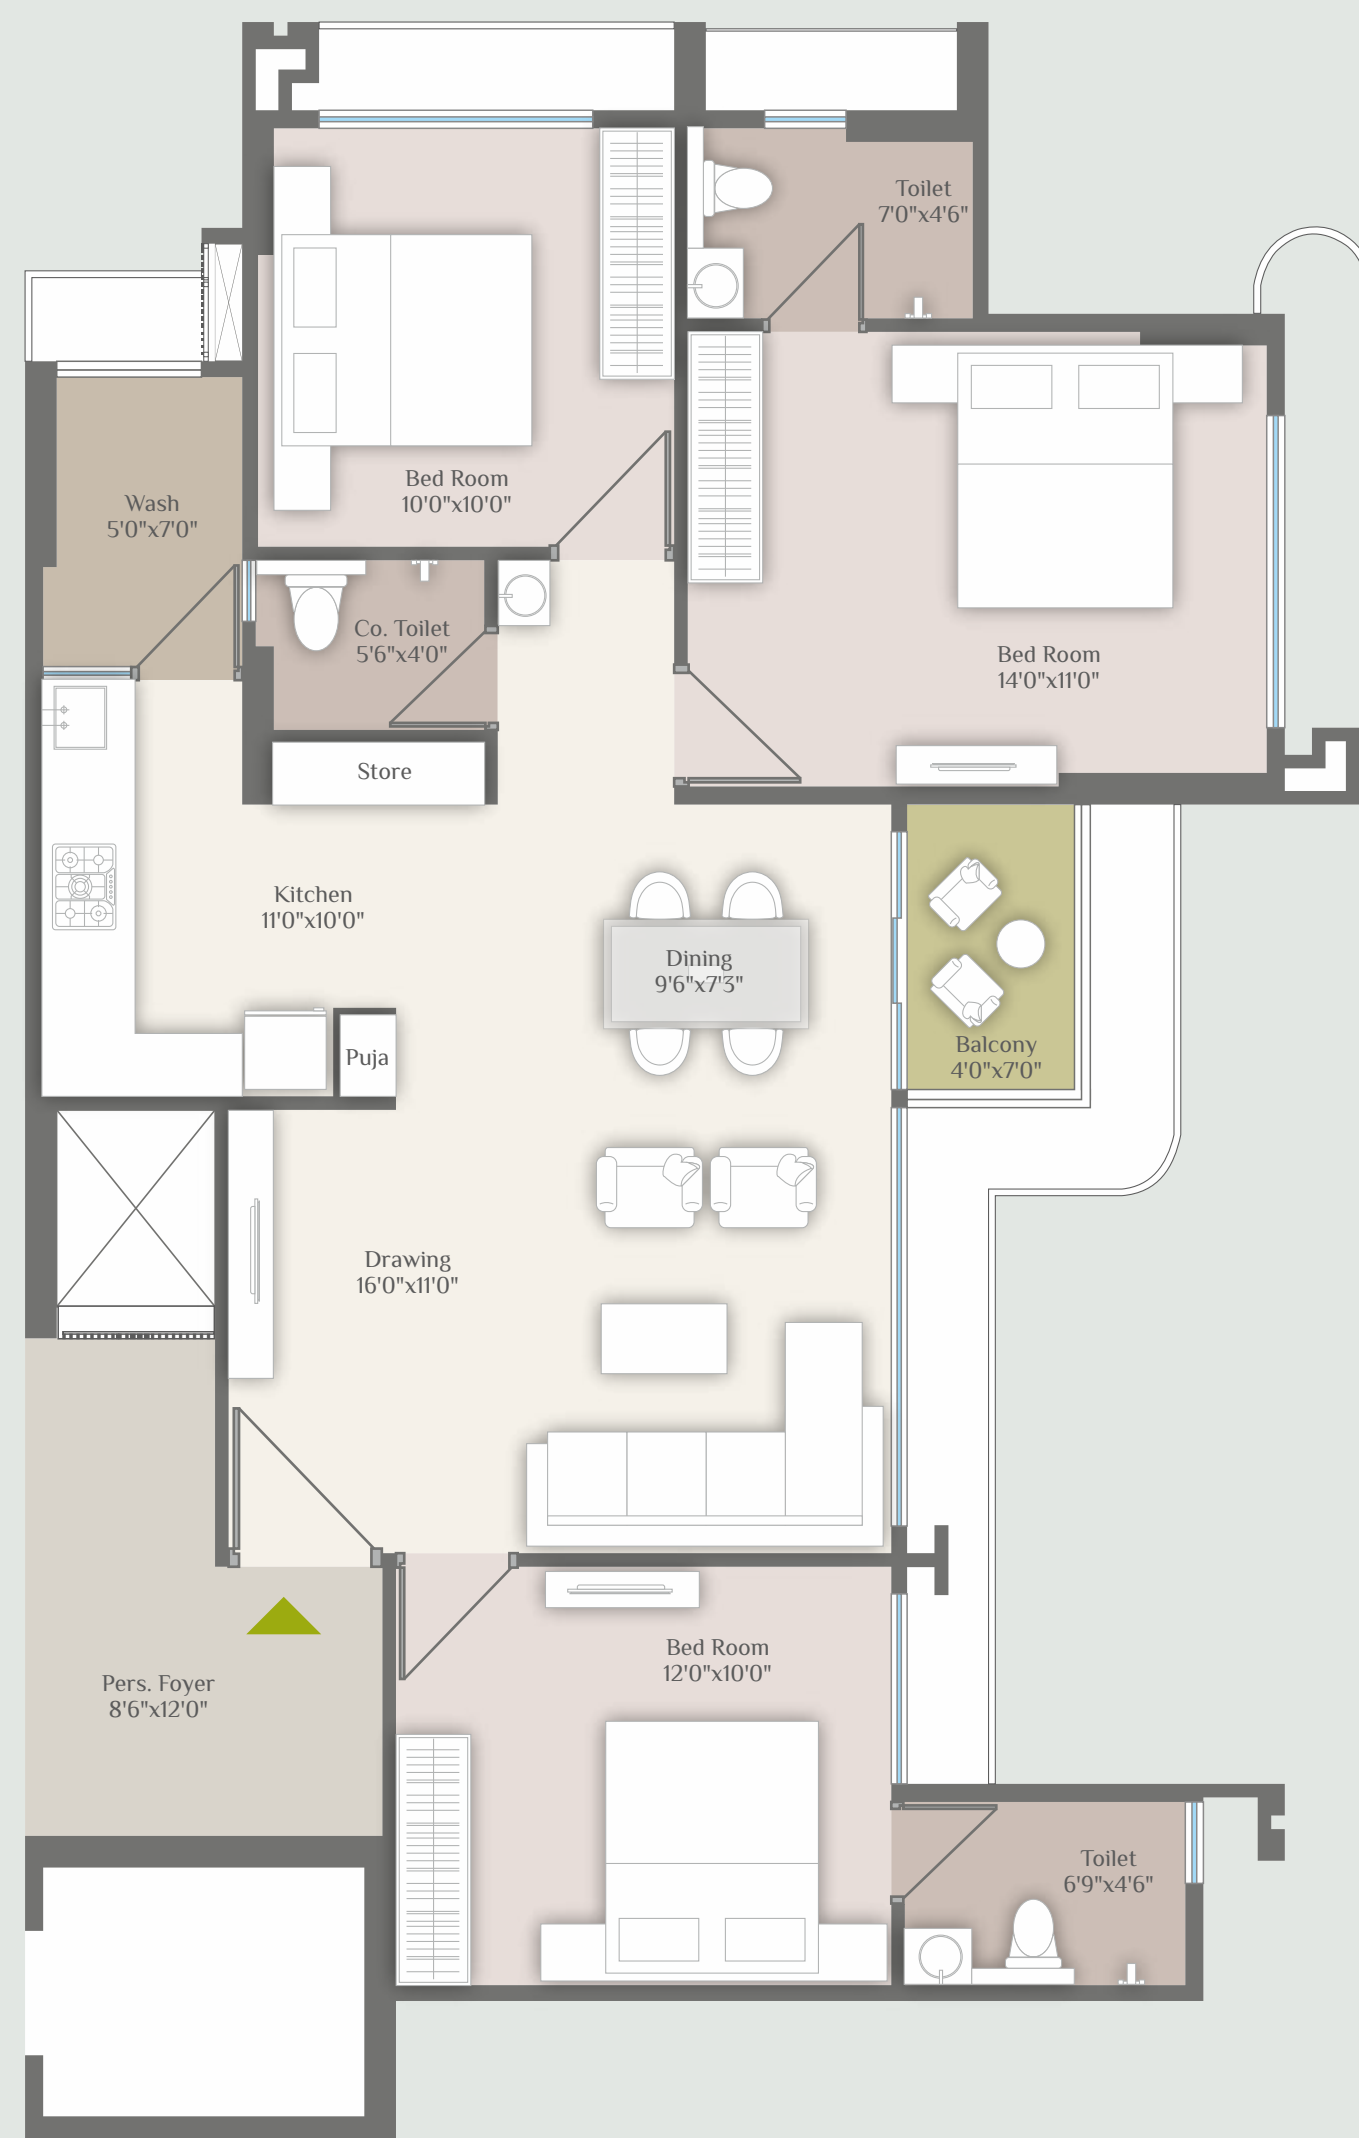 Toilet
7'0"x4'6"
Bed Room
10'0"x10'0"
Wash
5'0"x7'0"
Co. Toilet
5'6"x4'0"
Bed Room
14'0"x11'0"
Store
Kitchen
11'0"x10'0"
Dining
9'6"x7'3"
Balcony
4'0"x7'0"
Puja
Drawing
16'0"x11'0"
Bed Room
12'0"x10'0"
Pers. Foyer
8'6"x12'0"
Toilet
6'9"x4'6"